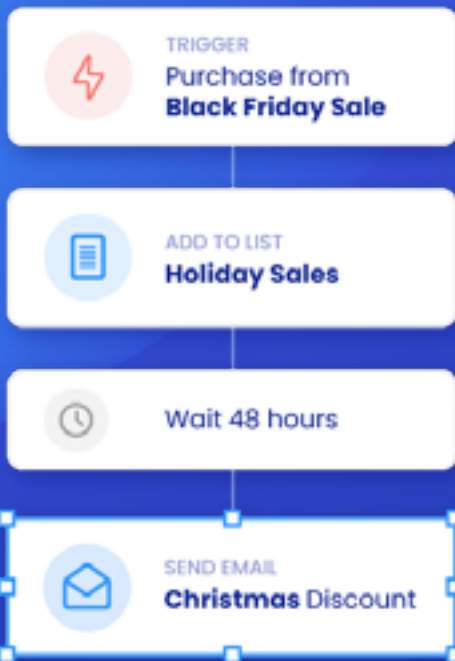 TRIGGER
Purchase from
Black Friday Sale
ADD TO LIST
Holiday Sales
Wait 48 hours
SEND EMAIL
Christmas Discount